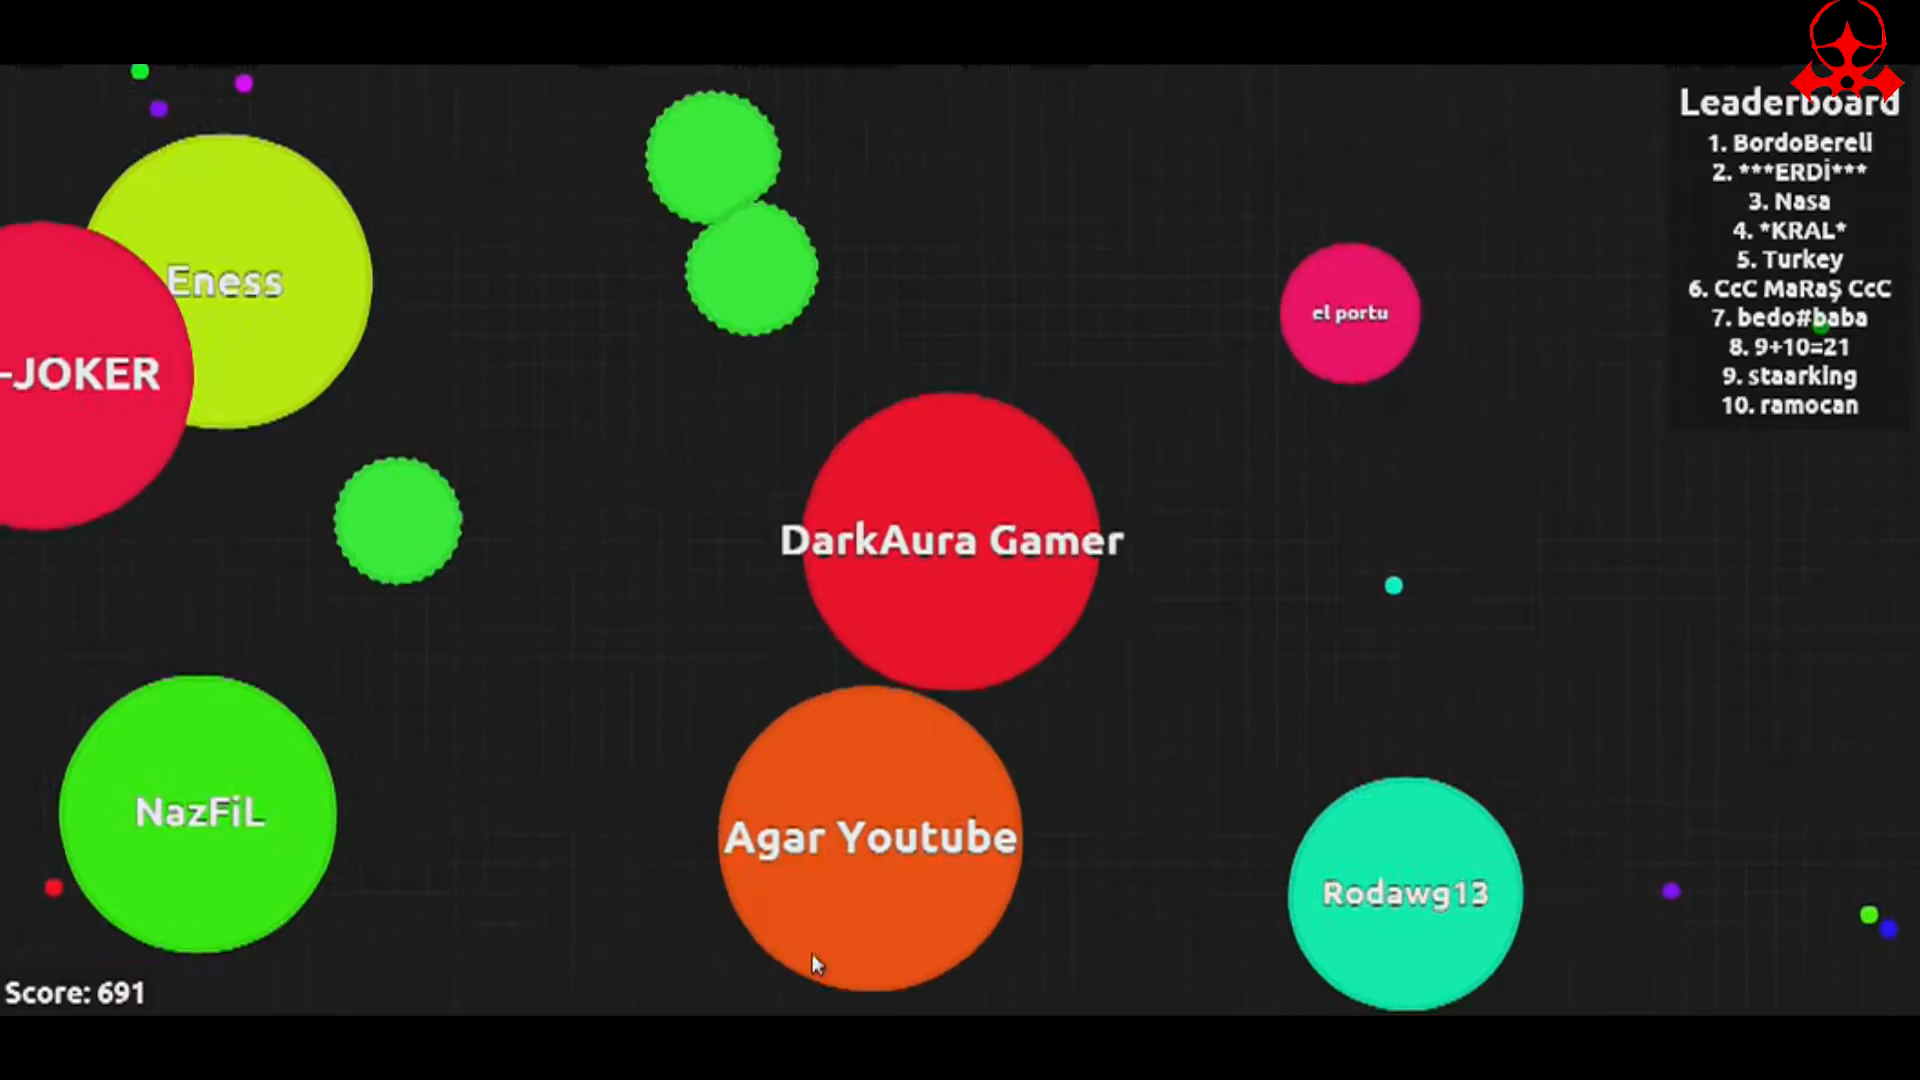 Leaderboard
1. BordoBereli
2. ***ERDİ***
3. Nasa
4. *KRAL*
5. Turkey
6. CcC MaRaŞ CcC
7. bedo#baba
8. 9+10=21
9. staarking
10. ramocan
Eness
el portu
-JOKER
DarkAura Gamer
NazFiL
Agar Youtube
Rodawg13
Score: 691